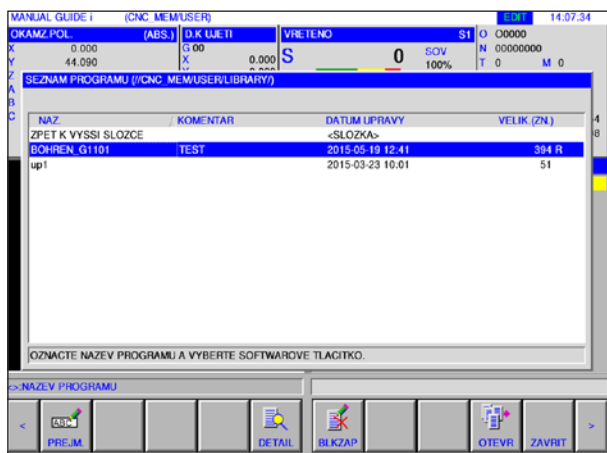 MANUAL GUIDE i (CNC_MEM/USER) EDIT 14:07:34
OKAMZ.POL. (ABS.) D.K UJETI VRETENO S1 O O0000
X 0.000 G 00 N 00000000
Y 44.090 X 0.000 S 0 SOV 100% T 0 M 0
Z
SEZNAM PROGRAMU (//CNC_MEM/USER/LIBRARY/)
A
B
C
NAZ. KOMENTAR DATUM UPRAVY VELIK.(ZN.)
ZPET K VYSSI SLOZCE <SLOZKA>
BOHREN_G1101 TEST 2015-05-19 12:41 394 R
up1 2015-03-23 10:01 51
OZNACTE NAZEV PROGRAMU A VYBERTE SOFTWAROVE TLACITKO.
<>:NAZEV PROGRAMU
< ABC PREJM. DETAIL BLKZAP OTEVR ZAVRIT >